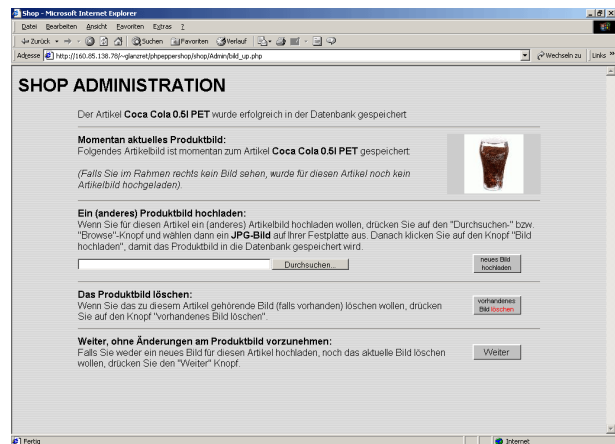 Shop - Microsoft Internet Explorer
Datei Bearbeiten Ansicht Favoriten Extras ?
Zurück Suchen Favoriten Verlauf
Adresse http://160.85.138.78/~glanzret/phpeppershop/shop/Admin/bild_up.php Wechseln zu Links »
SHOP ADMINISTRATION
Der Artikel Coca Cola 0.5l PET wurde erfolgreich in der Datenbank gespeichert
Momentan aktuelles Produktbild:
Folgendes Artikelbild ist momentan zum Artikel Coca Cola 0.5l PET gespeichert:
(Falls Sie im Rahmen rechts kein Bild sehen, wurde für diesen Artikel noch kein
Artikelbild hochgeladen).
Ein (anderes) Produktbild hochladen:
Wenn Sie für diesen Artikel ein (anderes) Artikelbild hochladen wollen, drücken Sie auf den "Durchsuchen-" bzw.
"Browse"-Knopf und wählen dann ein JPG-Bild auf Ihrer Festplatte aus. Danach klicken Sie auf den Knopf "Bild
hochladen", damit das Produktbild in die Datenbank gespeichert wird.
Durchsuchen...
neues Bild
hochladen
Das Produktbild löschen:
Wenn Sie das zu diesem Artikel gehörende Bild (falls vorhanden) löschen wollen, drücken
Sie auf den Knopf "vorhandenes Bild löschen".
vorhandenes
Bild löschen
Weiter, ohne Änderungen am Produktbild vorzunehmen:
Falls Sie weder ein neues Bild für diesen Artikel hochladen, noch das aktuelle Bild löschen
wollen, drücken Sie den "Weiter" Knopf.
Weiter
Fertig
Internet